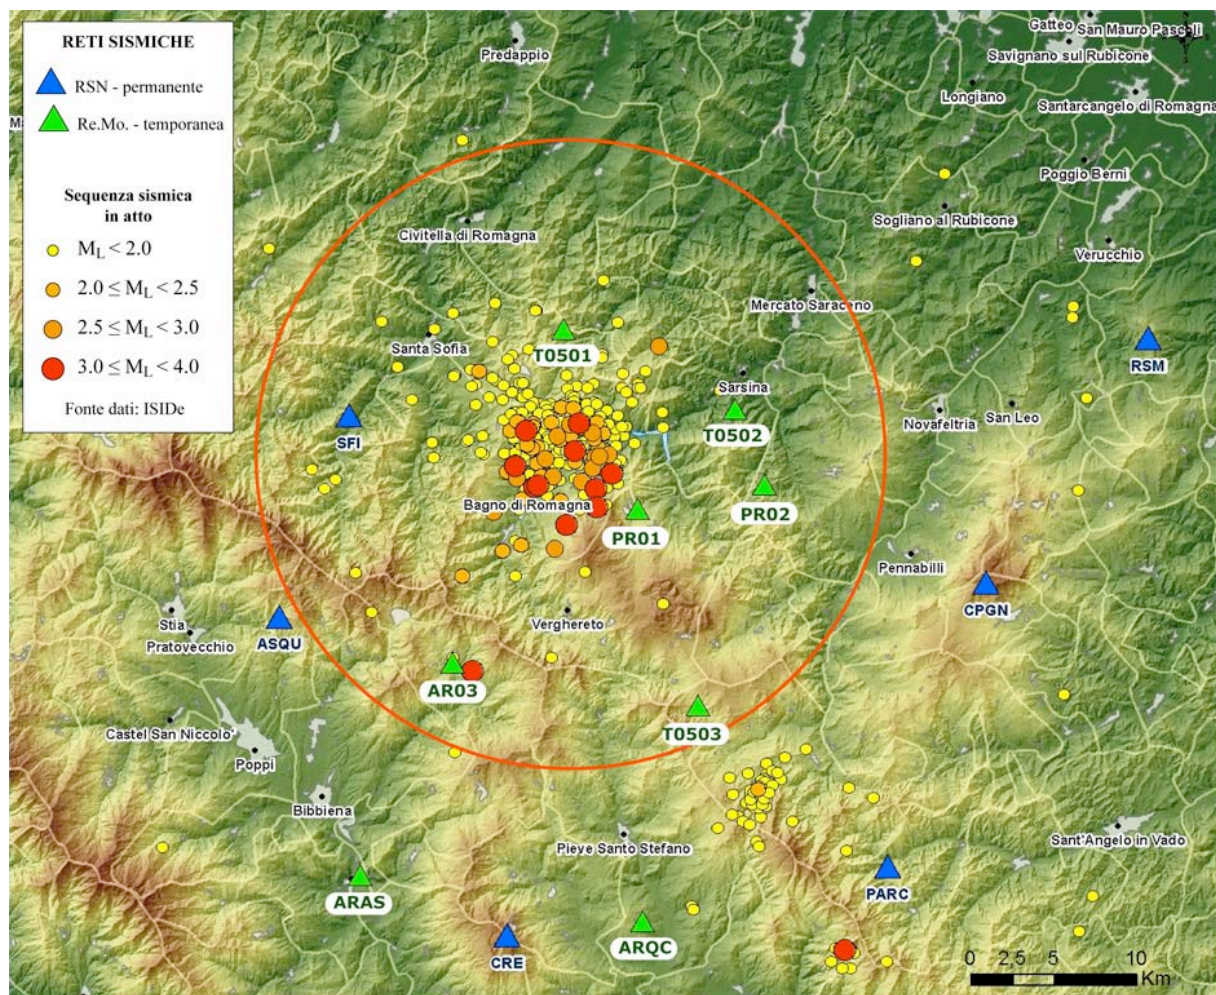 RETI SISMICHE
RSN - permanente
Re.Mo. - temporanea
Sequenza sismica
in atto
M_L < 2.0
2.0 ≤ M_L < 2.5
2.5 ≤ M_L < 3.0
3.0 ≤ M_L < 4.0
Fonte dati: ISIDe
Gatteo
San Mauro Pascoli
Predappio
Savignano sul Rubicone
Longiano
Santarcangelo di Romagna
Ma
Poggio Berni
Sogliano al Rubicone
Civitella di Romagna
Verucchio
Mercato Saraceno
Santa Sofia
T0501
RSM
Sarsina
San Leo
Novafeltria
SFI
T0502
Bagno di Romagna
PR02
PR01
Pennabilli
CPGN
Stia
Verghereto
Pratovecchio
ASQU
AR03
T0503
Castel San Niccolo'
Poppi
Bibbiena
Sant'Angelo in Vado
Pieve Santo Stefano
PARC
ARAS
ARQC
CRE
0 2,5 5 10
Km